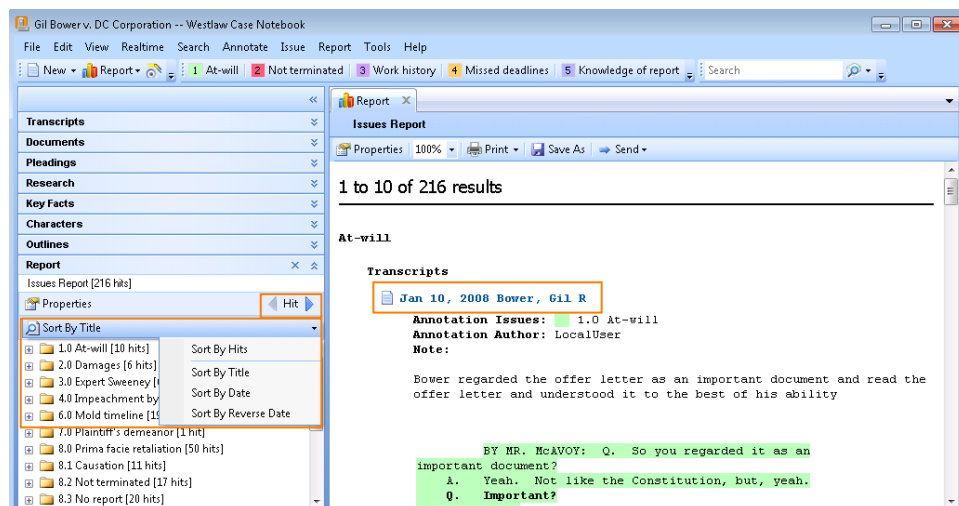 Gil Bower v. DC Corporation -- Westlaw Case Notebook
File Edit View Realtime Search Annotate Issue Report Tools Help
New Report 1 At-will 2 Not terminated 3 Work history 4 Missed deadlines 5 Knowledge of report Search
Transcripts
Documents
Pleadings
Research
Key Facts
Characters
Outlines
Report
Issues Report [216 hits]
Properties Hit
Sort By Title
1.0 At-will [10 hits]
2.0 Damages [6 hits]
3.0 Expert Sweeney
4.0 Impeachment by
6.0 Mold timeline
7.0 Plaintiff's demeanor [1 hit]
8.0 Prima facie retaliation [50 hits]
8.1 Causation [11 hits]
8.2 Not terminated [17 hits]
8.3 No report [20 hits]
Sort By Hits
Sort By Title
Sort By Date
Sort By Reverse Date
Report
Issues Report
Properties 100% Print Save As Send
1 to 10 of 216 results
At-will
Transcripts
Jan 10, 2008 Bower, Gil R
Annotation Issues: 1.0 At-will
Annotation Author: LocalUser
Note:
Bower regarded the offer letter as an important document and read the
offer letter and understood it to the best of his ability
BY MR. McAVOY: Q. So you regarded it as an
important document?
A. Yeah. Not like the Constitution, but, yeah.
Q. Important?